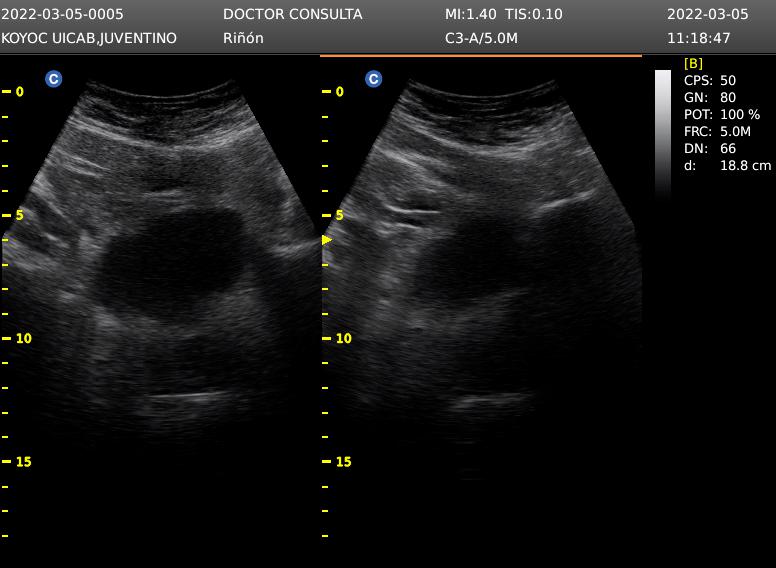 2022-03-05-0005 DOCTOR CONSULTA MI:1.40 TIS:0.10 2022-03-05
KOYOC UICAB,JUVENTINO Riñón C3-A/5.0M 11:18:47
[B]
CPS: 50
GN: 80
POT: 100 %
FRC: 5.0M
DN: 66
d: 18.8 cm
C C
0 0
5 5
10 10
15 15